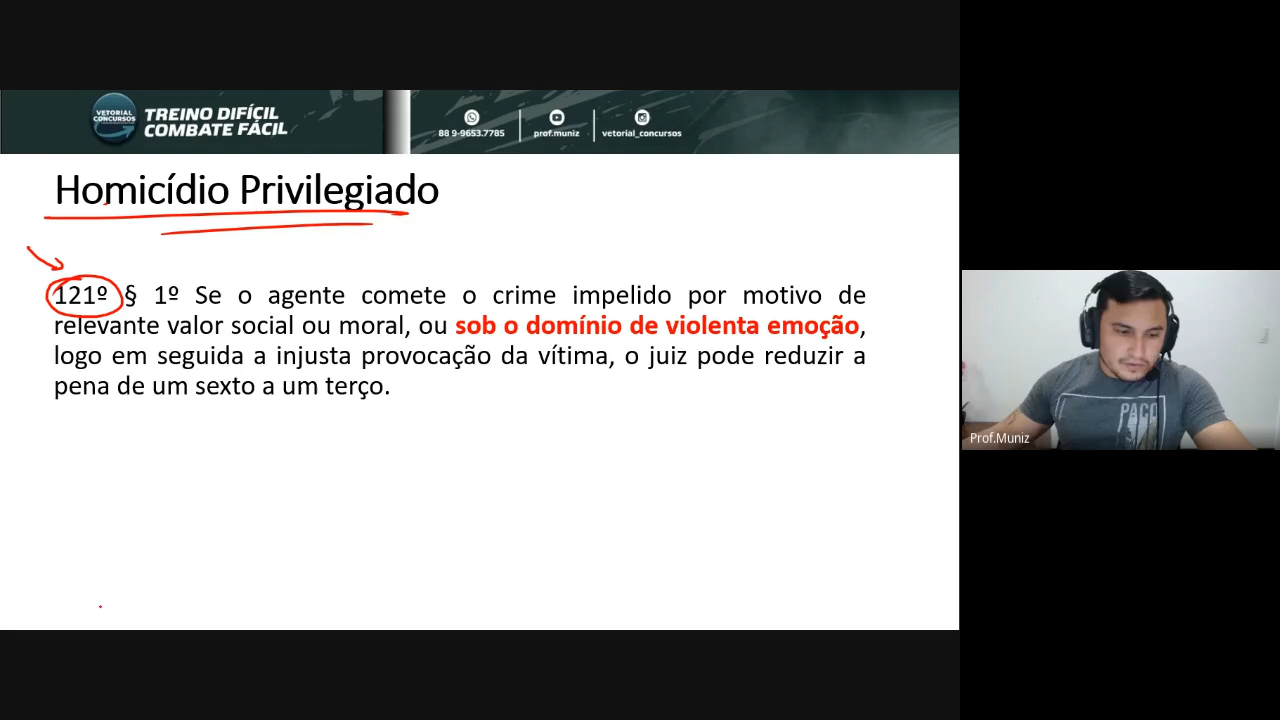 VETORIAL
CONCURSOS
TREINO DIFÍCIL
COMBATE FÁCIL
88 9-9653.7785
prof.muniz
vetorial_concursos
Homicídio Privilegiado
121º § 1º Se o agente comete o crime impelido por motivo de
relevante valor social ou moral, ou sob o domínio de violenta emoção,
logo em seguida a injusta provocação da vítima, o juiz pode reduzir a
pena de um sexto a um terço.
PACO
Prof.Muniz